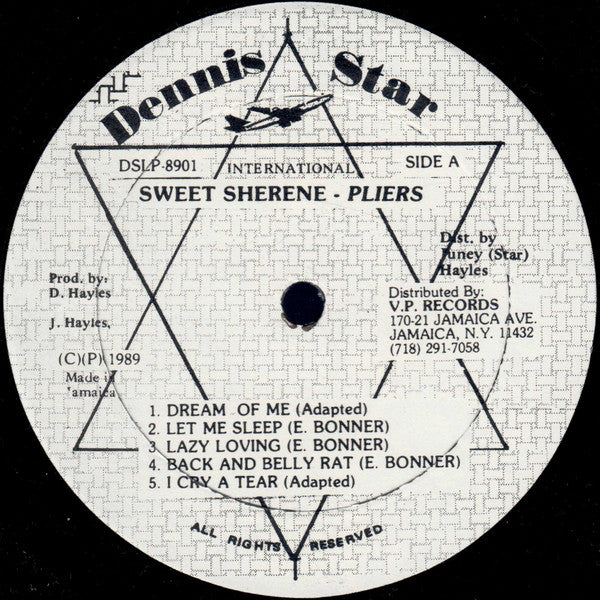 Dennis Star
DSLP-8901 INTERNATIONAL SIDE A
SWEET SHERENE - PLIERS
Dist. by
Juney (Star)
Hayles
Prod. by:
D. Hayles
J. Hayles,
(C)(P) 1989
Made in
Jamaica
Distributed By:
V.P. RECORDS
170-21 JAMAICA AVE.
JAMAICA, N.Y. 11432
(718) 291-7058
1. DREAM OF ME (Adapted)
2. LET ME SLEEP (E. BONNER)
3. LAZY LOVING (E. BONNER)
4. BACK AND BELLY RAT (E. BONNER)
5. I CRY A TEAR (Adapted)
ALL RIGHTS RESERVED